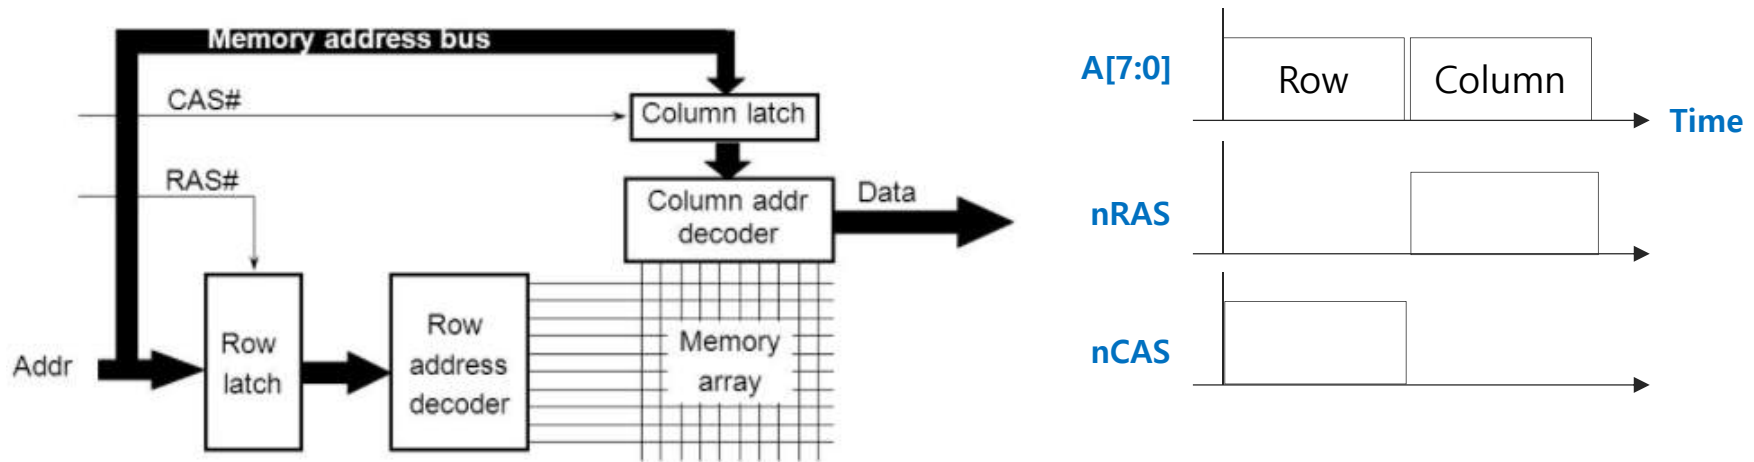 Memory address bus
CAS#
Column latch
RAS#
Column addr
decoder
Data
Addr
Row
latch
Row
address
decoder
Memory
array
A[7:0]
Row
Column
Time
nRAS
nCAS